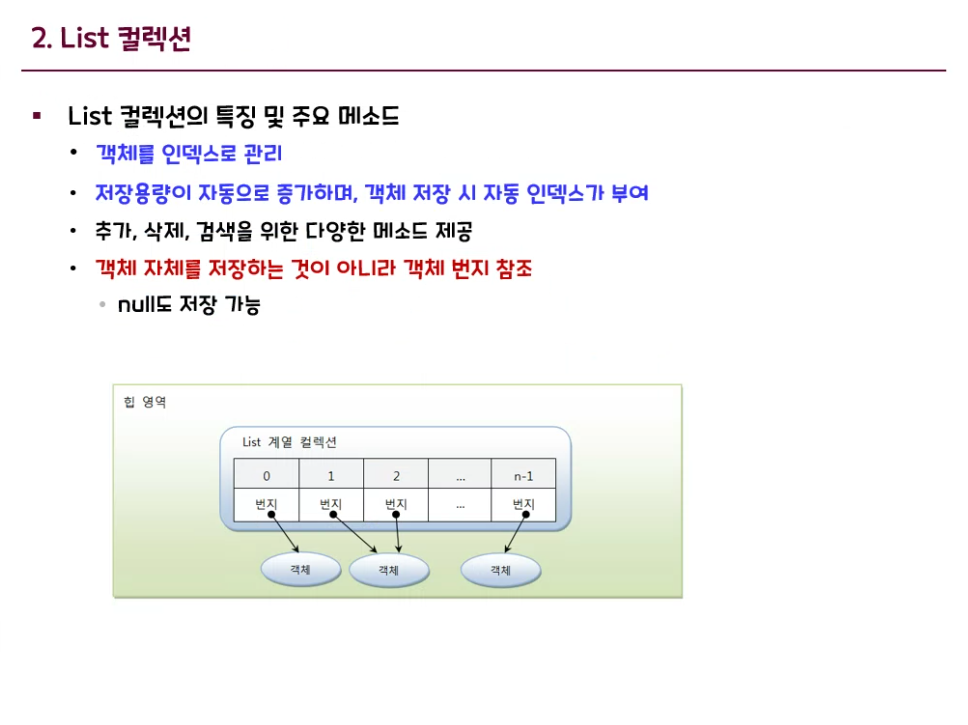 2. List 컬렉션
▪ List 컬렉션의 특징 및 주요 메소드
• 객체를 인덱스로 관리
• 저장용량이 자동으로 증가하며, 객체 저장 시 자동 인덱스가 부여
• 추가, 삭제, 검색을 위한 다양한 메소드 제공
• 객체 자체를 저장하는 것이 아니라 객체 번지 참조
• null도 저장 가능
힙 영역
List 계열 컬렉션
0 1 2 ... n-1
번지 번지 번지 ... 번지
객체 객체 객체